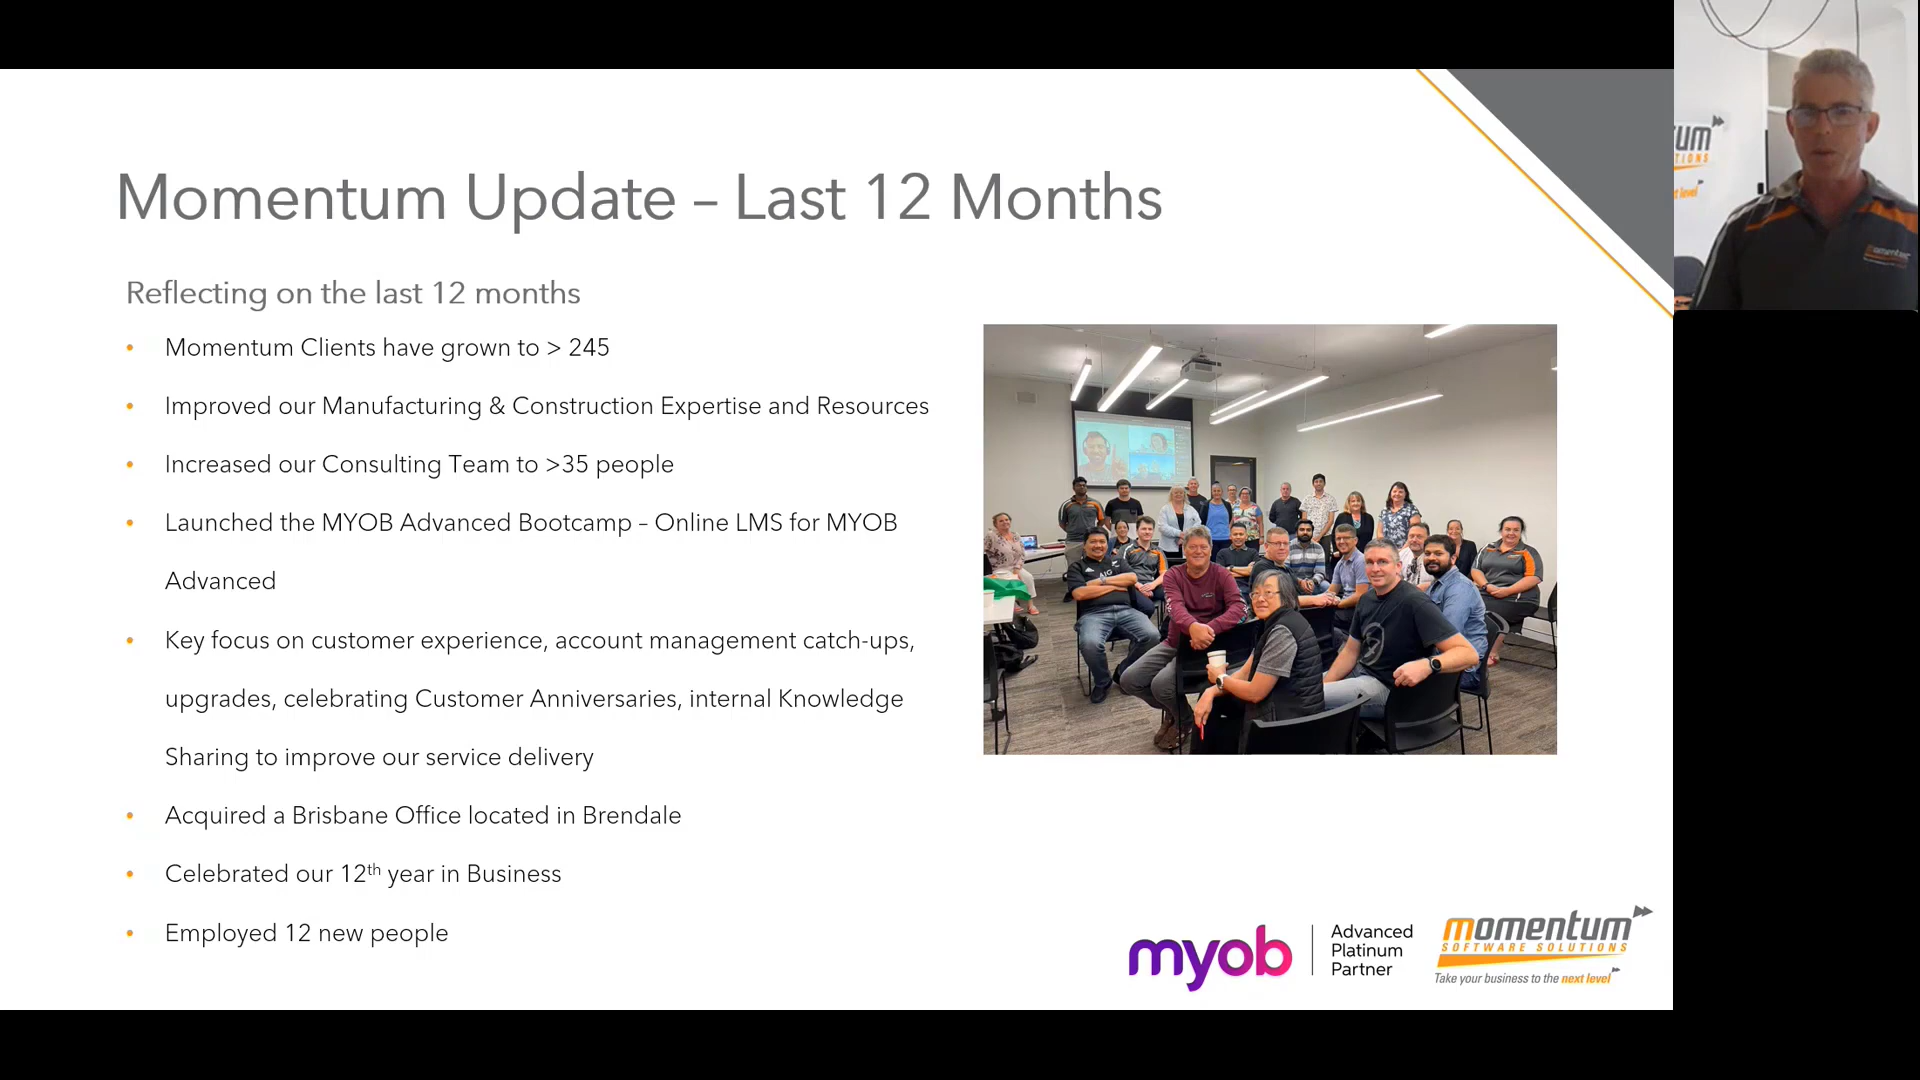 Momentum Update – Last 12 Months
Reflecting on the last 12 months
• Momentum Clients have grown to > 245
• Improved our Manufacturing & Construction Expertise and Resources
• Increased our Consulting Team to >35 people
• Launched the MYOB Advanced Bootcamp – Online LMS for MYOB
Advanced
• Key focus on customer experience, account management catch-ups,
upgrades, celebrating Customer Anniversaries, internal Knowledge
Sharing to improve our service delivery
• Acquired a Brisbane Office located in Brendale
• Celebrated our 12th year in Business
• Employed 12 new people
myob
Advanced
Platinum
Partner
momentum
SOFTWARE SOLUTIONS
Take your business to the next level
um
TIONS
t level
momentum